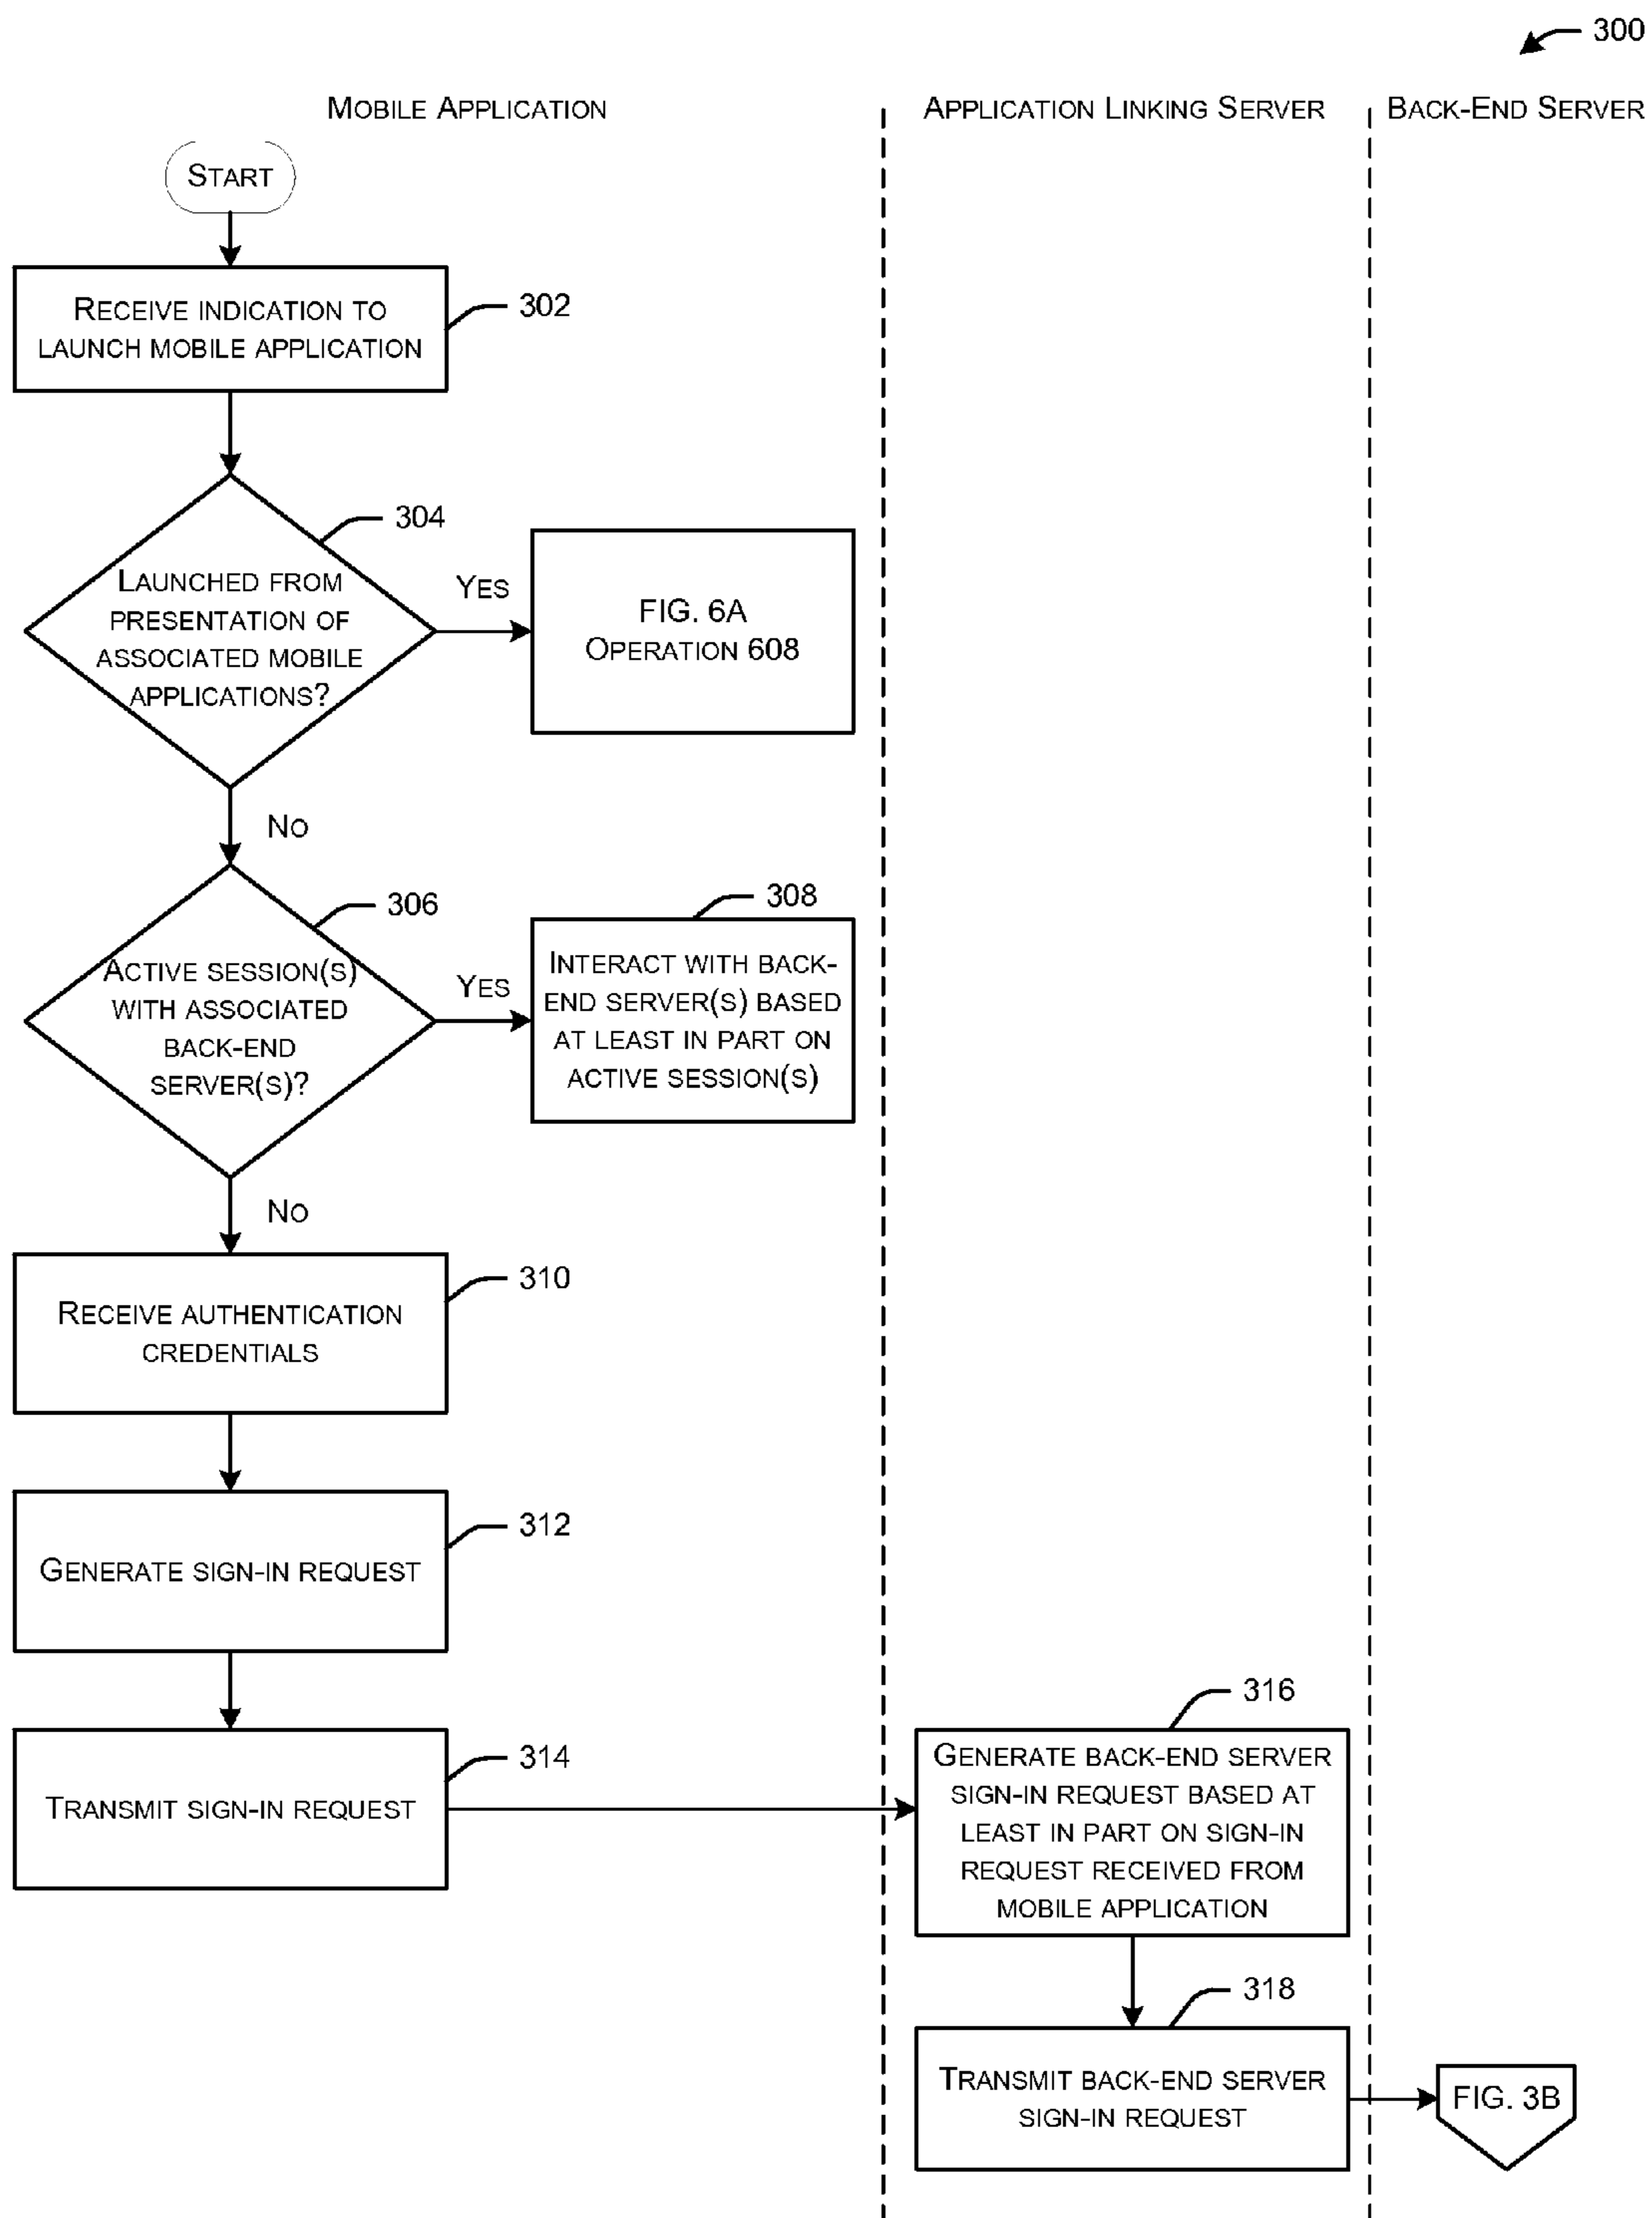 300
MOBILE APPLICATION
APPLICATION LINKING SERVER
BACK-END SERVER
START
RECEIVE INDICATION TO
LAUNCH MOBILE APPLICATION
302
304
LAUNCHED FROM
PRESENTATION OF
ASSOCIATED MOBILE
APPLICATIONS?
YES
FIG. 6A
OPERATION 608
NO
306
ACTIVE SESSION(S)
WITH ASSOCIATED
BACK-END
SERVER(S)?
YES
308
INTERACT WITH BACK-
END SERVER(S) BASED
AT LEAST IN PART ON
ACTIVE SESSION(S)
NO
310
RECEIVE AUTHENTICATION
CREDENTIALS
312
GENERATE SIGN-IN REQUEST
314
TRANSMIT SIGN-IN REQUEST
316
GENERATE BACK-END SERVER
SIGN-IN REQUEST BASED AT
LEAST IN PART ON SIGN-IN
REQUEST RECEIVED FROM
MOBILE APPLICATION
318
TRANSMIT BACK-END SERVER
SIGN-IN REQUEST
FIG. 3B